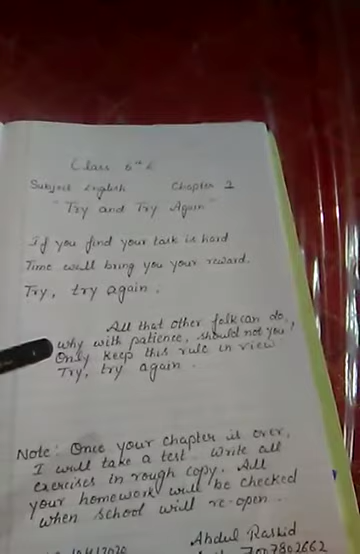 Class 6th E
Subject English Chapter 2
"Try and Try Again"
If you find your task is hard
Time will bring you your reward.
Try, try again.
All that other folk can do,
why with patience, should not you!
Only keep this rule in view
Try, try again.
Note: Once your chapter is over,
I will take a test. Write all
exercises in rough copy. All
your homework will be checked
when school will re-open.
Abdul Rashid